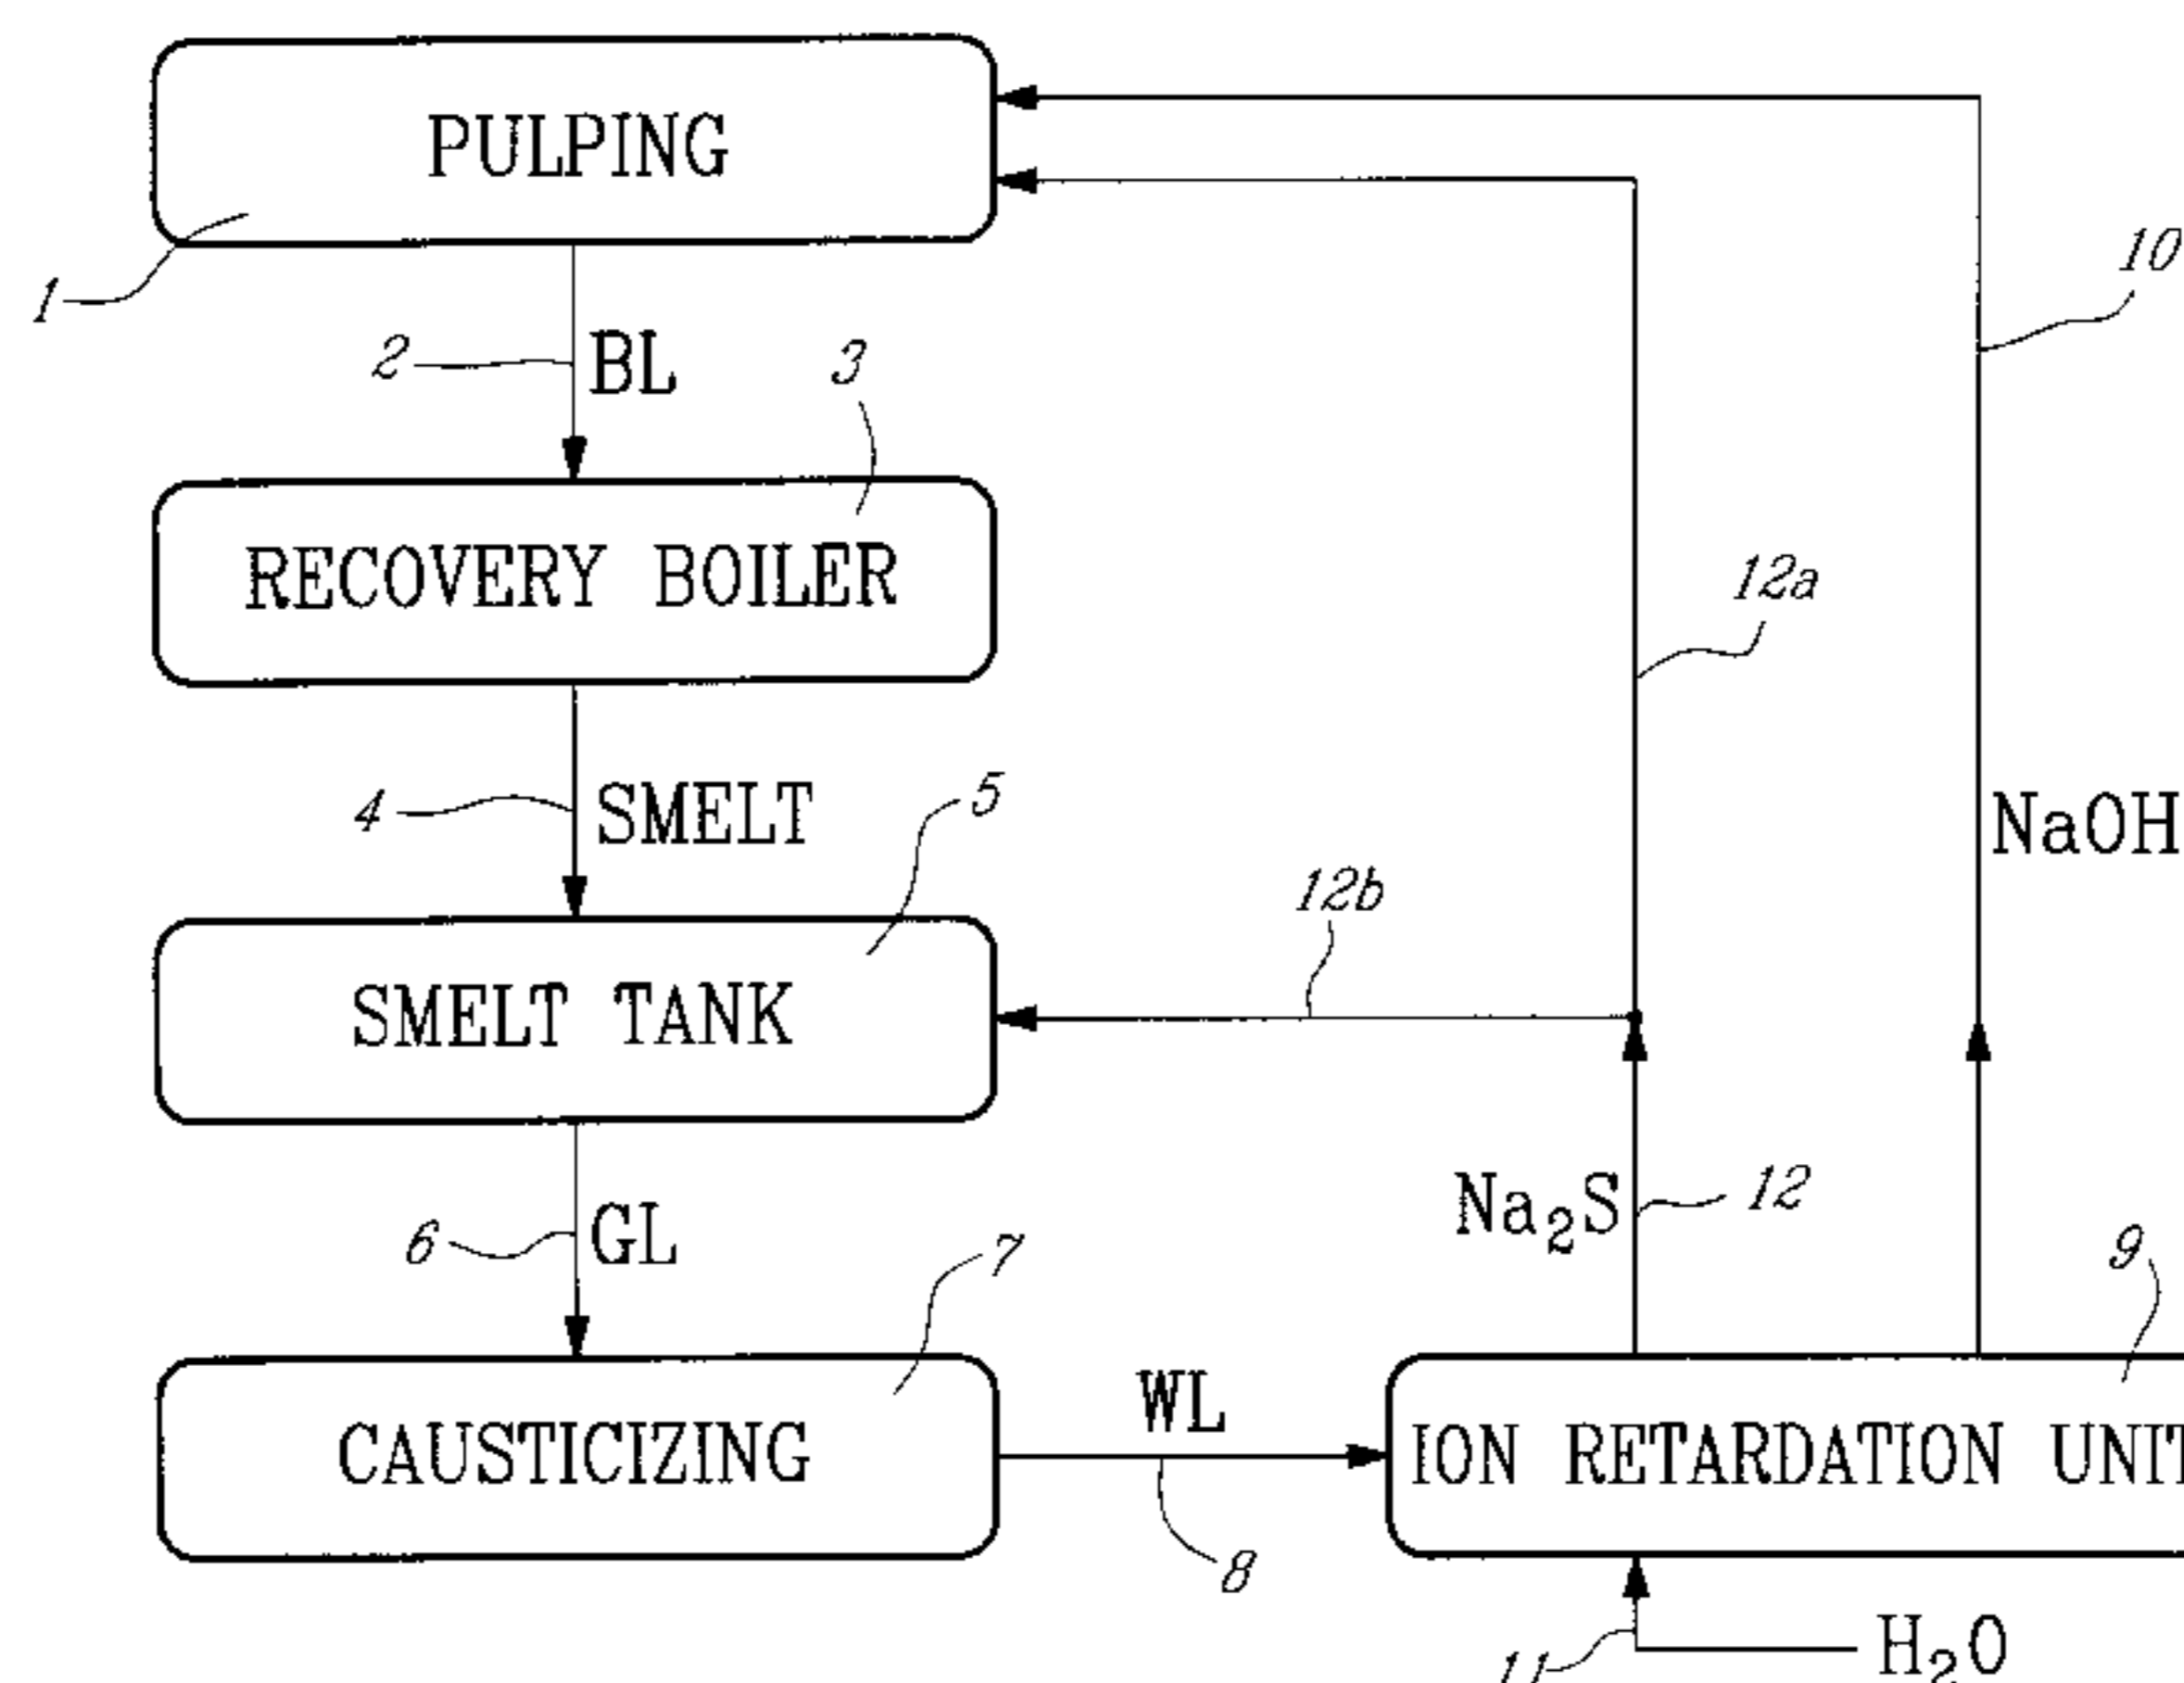 PULPING
1
10
2
BL
3
RECOVERY BOILER
12a
4
SMELT
5
NaOH
12b
SMELT TANK
6
GL
Na₂S
12
7
9
WL
CAUSTICIZING
ION RETARDATION UNIT
8
11
H₂O